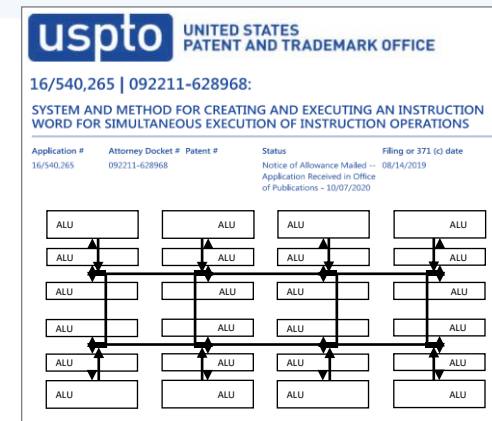 uspto UNITED STATES
PATENT AND TRADEMARK OFFICE
16/540,265 | 092211-628968:
SYSTEM AND METHOD FOR CREATING AND EXECUTING AN INSTRUCTION
WORD FOR SIMULTANEOUS EXECUTION OF INSTRUCTION OPERATIONS
Application # Attorney Docket # Patent # Status Filing or 371 (c) date
16/540,265 092211-628968 Notice of Allowance Mailed -- 08/14/2019
Application Received in Office
of Publications - 10/07/2020
ALU ALU ALU ALU
ALU ALU ALU ALU
ALU ALU ALU ALU
ALU ALU ALU ALU
ALU ALU ALU ALU
ALU ALU ALU ALU